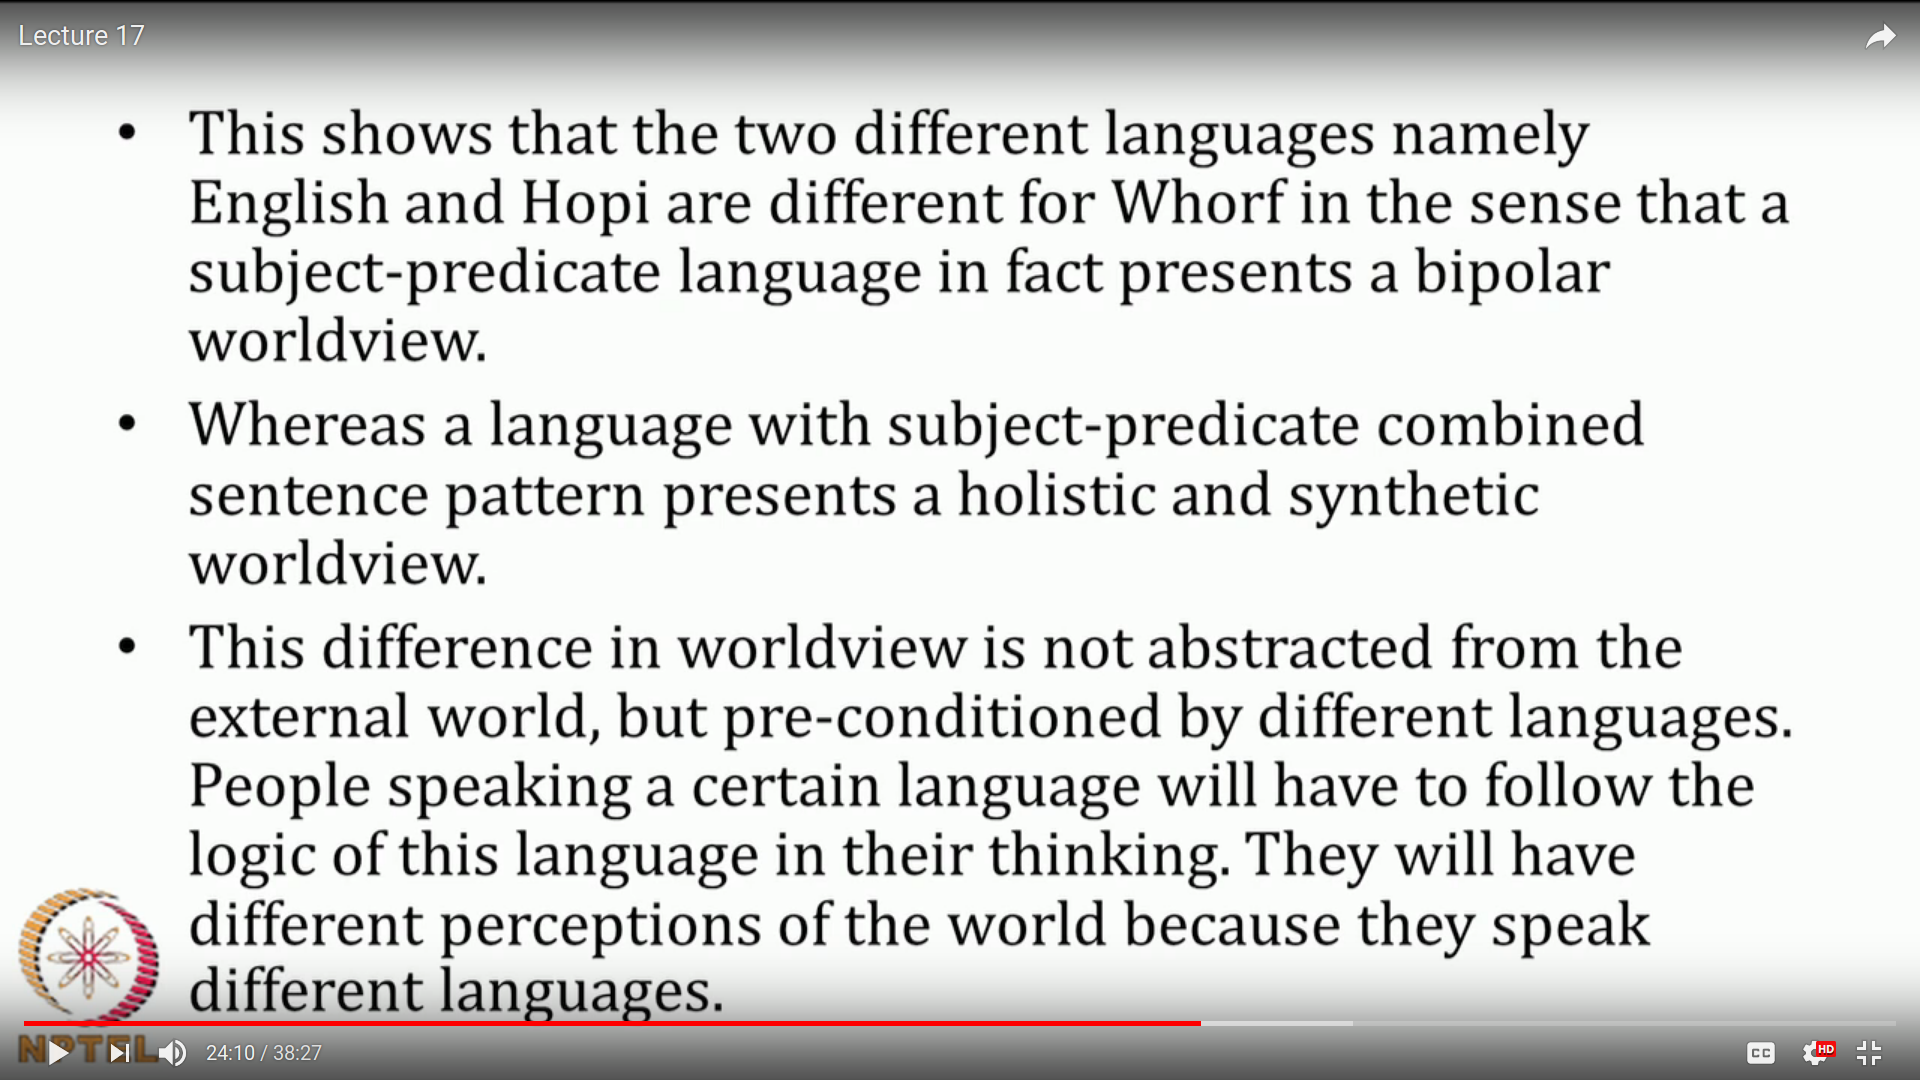 Lecture 17
• This shows that the two different languages namely
English and Hopi are different for Whorf in the sense that a
subject-predicate language in fact presents a bipolar
worldview.
• Whereas a language with subject-predicate combined
sentence pattern presents a holistic and synthetic
worldview.
• This difference in worldview is not abstracted from the
external world, but pre-conditioned by different languages.
People speaking a certain language will have to follow the
logic of this language in their thinking. They will have
different perceptions of the world because they speak
different languages.
NPTEL
24:10 / 38:27
CC
HD